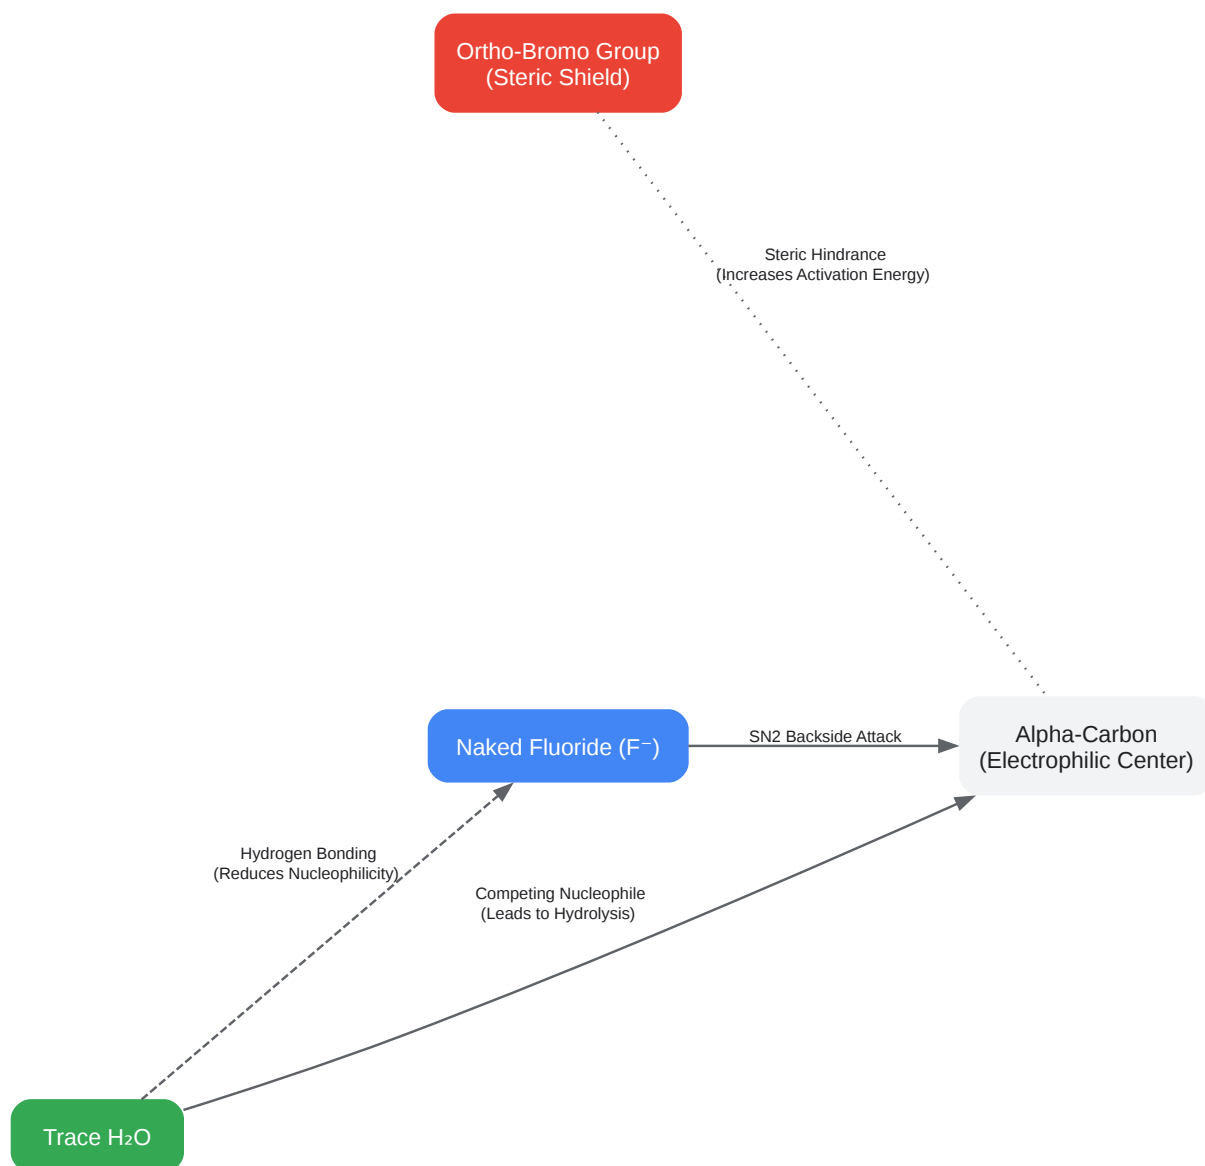 Ortho-Bromo Group
(Steric Shield)
Steric Hindrance
(Increases Activation Energy)
Naked Fluoride (F⁻)
SN2 Backside Attack
Alpha-Carbon
(Electrophilic Center)
Hydrogen Bonding
(Reduces Nucleophilicity)
Competing Nucleophile
(Leads to Hydrolysis)
Trace H₂O